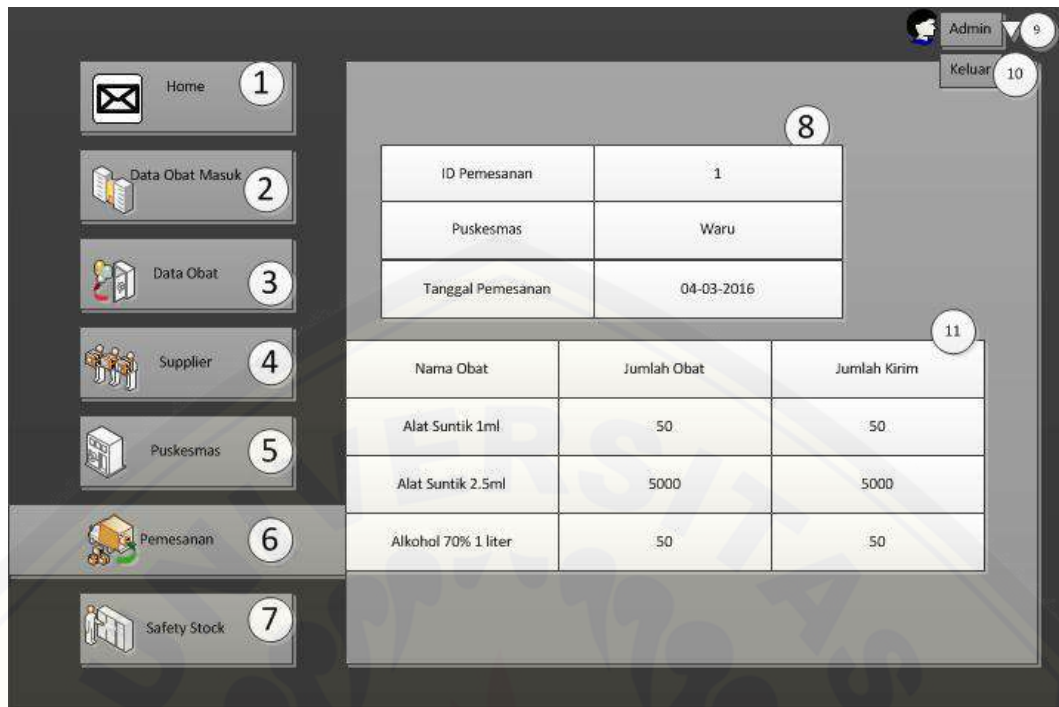 Admin 9
Keluar 10
Home 1
Data Obat Masuk 2
Data Obat 3
Supplier 4
Puskesmas 5
Pemesanan 6
Safety Stock 7
8
ID Pemesanan 1
Puskesmas Waru
Tanggal Pemesanan 04-03-2016
11
Nama Obat Jumlah Obat Jumlah Kirim
Alat Suntik 1ml 50 50
Alat Suntik 2.5ml 5000 5000
Alkohol 70% 1 liter 50 50
UNIVERSITAS